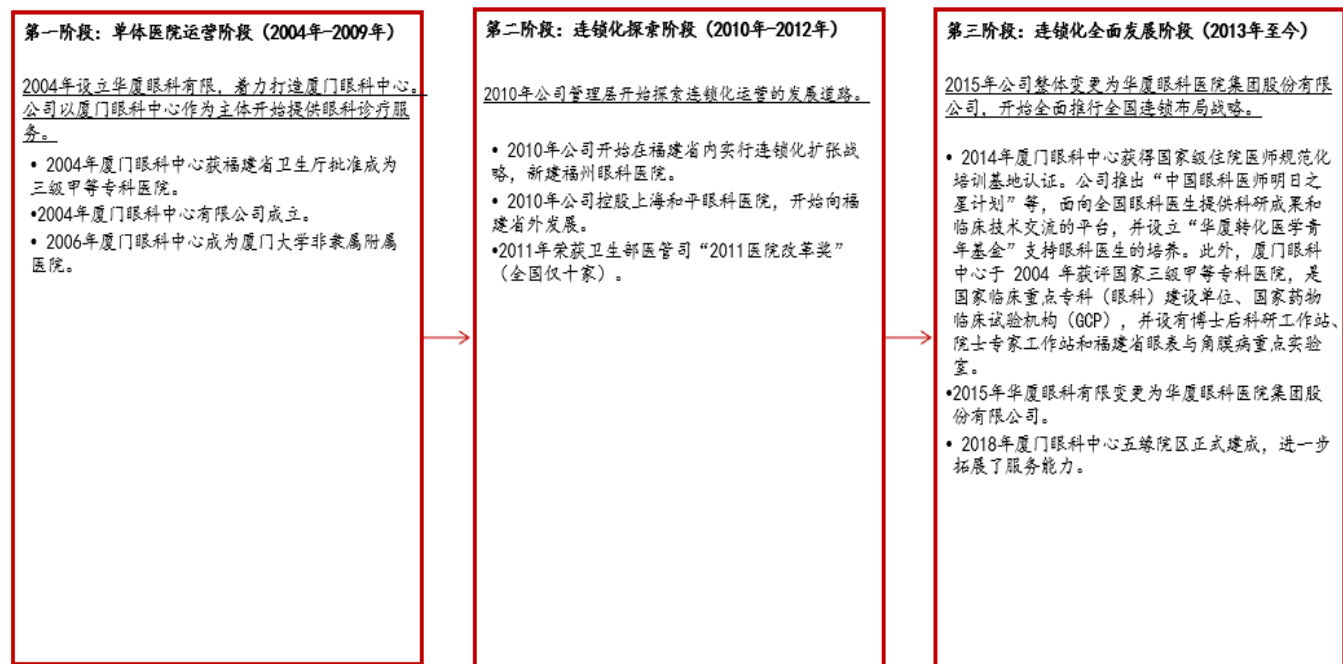 第一阶段：单体医院运营阶段（2004年-2009年）
2004年设立华厦眼科有限，着力打造厦门眼科中心。
公司以厦门眼科中心作为主体开始提供眼科诊疗服
务。
• 2004年厦门眼科中心获福建省卫生厅批准成为
三级甲等专科医院。
•2004年厦门眼科中心有限公司成立。
• 2006年厦门眼科中心成为厦门大学非隶属附属
医院。
第二阶段：连锁化探索阶段（2010年-2012年）
2010年公司管理层开始探索连锁化运营的发展道路。
• 2010年公司开始在福建省内实行连锁化扩张战
略，新建福州眼科医院。
• 2010年公司控股上海和平眼科医院，开始向福
建省外发展。
•2011年荣获卫生部医管司“2011医院改革奖”
（全国仅十家）。
第三阶段：连锁化全面发展阶段（2013年至今）
2015年公司整体变更为华厦眼科医院集团股份有限
公司，开始全面推行全国连锁布局战略。
• 2014年厦门眼科中心获得国家级住院医师规范化
培训基地认证。公司推出“中国眼科医师明日之
星计划”等，面向全国眼科医生提供科研成果和
临床技术交流的平台，并设立“华厦转化医学青
年基金”支持眼科医生的培养。此外，厦门眼科
中心于 2004 年获评国家三级甲等专科医院，是
国家临床重点专科（眼科）建设单位、国家药物
临床试验机构（GCP），并设有博士后科研工作站、
院士专家工作站和福建省眼表与角膜病重点实验
室。
•2015年华厦眼科有限变更为华厦眼科医院集团股
份有限公司。
• 2018年厦门眼科中心五缘院区正式建成，进一步
拓展了服务能力。